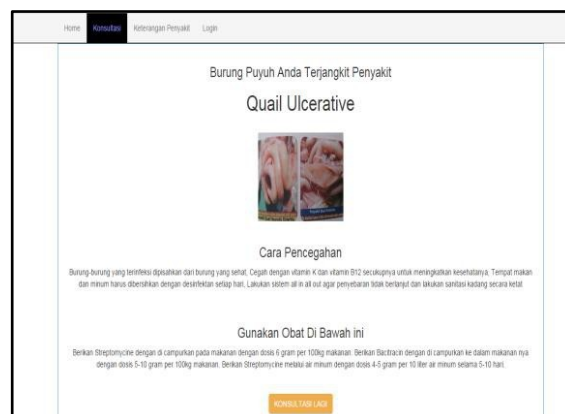 Home Konsultasi Keterangan Penyakit Login
Burung Puyuh Anda Terjangkit Penyakit
Quail Ulcerative
Cara Pencegahan
Burung-burung yang terinfeksi dipisahkan dari burung yang sehat, Cegah dengan vitamin K dan vitamin B12 secukupnya untuk meningkatkan kesehatanya, Tempat makan
dan minum harus dibersihkan dengan desinfektan setiap hari, Lakukan sistem all in all out agar penyebaran tidak berlanjut dan lakukan sanitasi kadang secara ketat
Gunakan Obat Di Bawah ini
Berikan Streptomycine dengan di campurkan pada makanan dengan dosis 6 gram per 100kg makanan. Berikan Bacitracin dengan di campurkan ke dalam makanan nya
dengan dosis 5-10 gram per 100kg makanan. Berikan Streptomycine melalui air minum dengan dosis 4-5 gram per 10 liter air minum selama 5-10 hari.
KONSULTASI LAGI